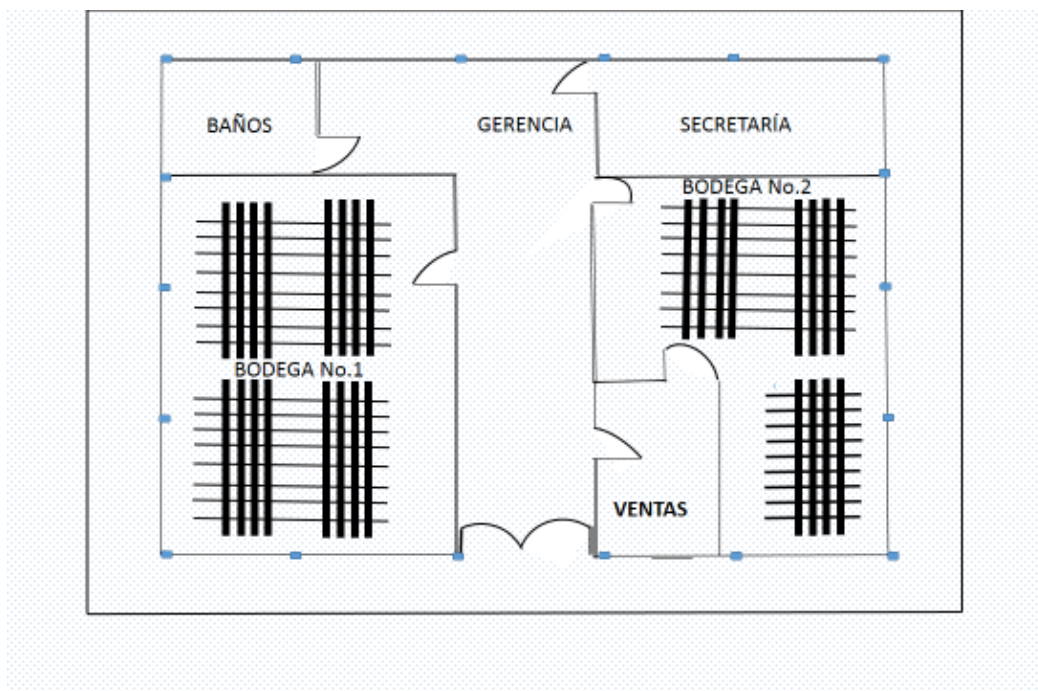 BAÑOS
GERENCIA
SECRETARÍA
BODEGA No.2
BODEGA No.1
VENTAS